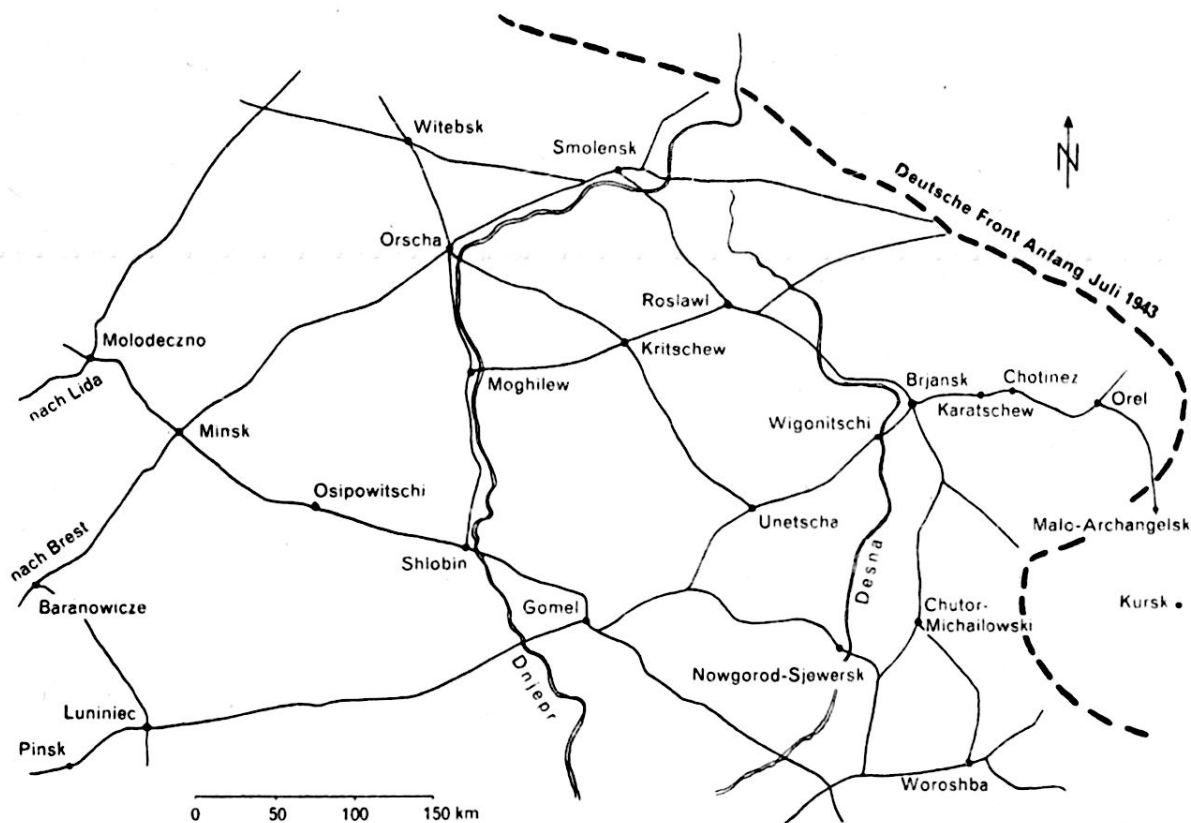 Witebsk
Smolensk
N
Deutsche Front Anfang Juli 1943
Orscha
Roslawl
Molodeczno
Kritschew
nach Lida
Moghilew
Brjansk
Chotinez
Karatschew
Orel
Minsk
Wigonitschi
Osipowitschi
Unetscha
Malo-Archangelsk
nach Brest
Shlobin
Desna
Baranowicze
Gomel
Chutor-
Michailowski
Kursk
Dnjepr
Nowgorod-Sjewersk
Luniniec
Pinsk
Woroshba
0 50 100 150 km